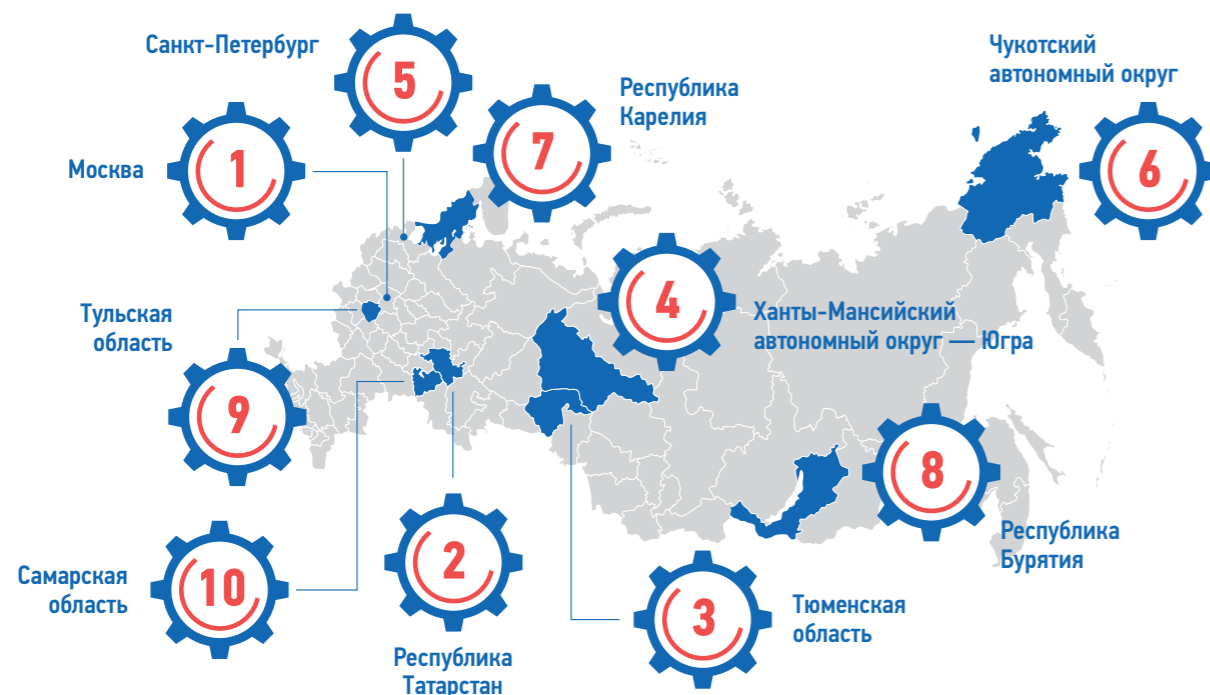 Санкт-Петербург
5
Республика
Карелия
7
Чукотский
автономный округ
6
Москва
1
4
Ханты-Мансийский
автономный округ — Югра
Тульская
область
9
8
Республика
Бурятия
Самарская
область
10
2
Республика
Татарстан
3
Тюменская
область